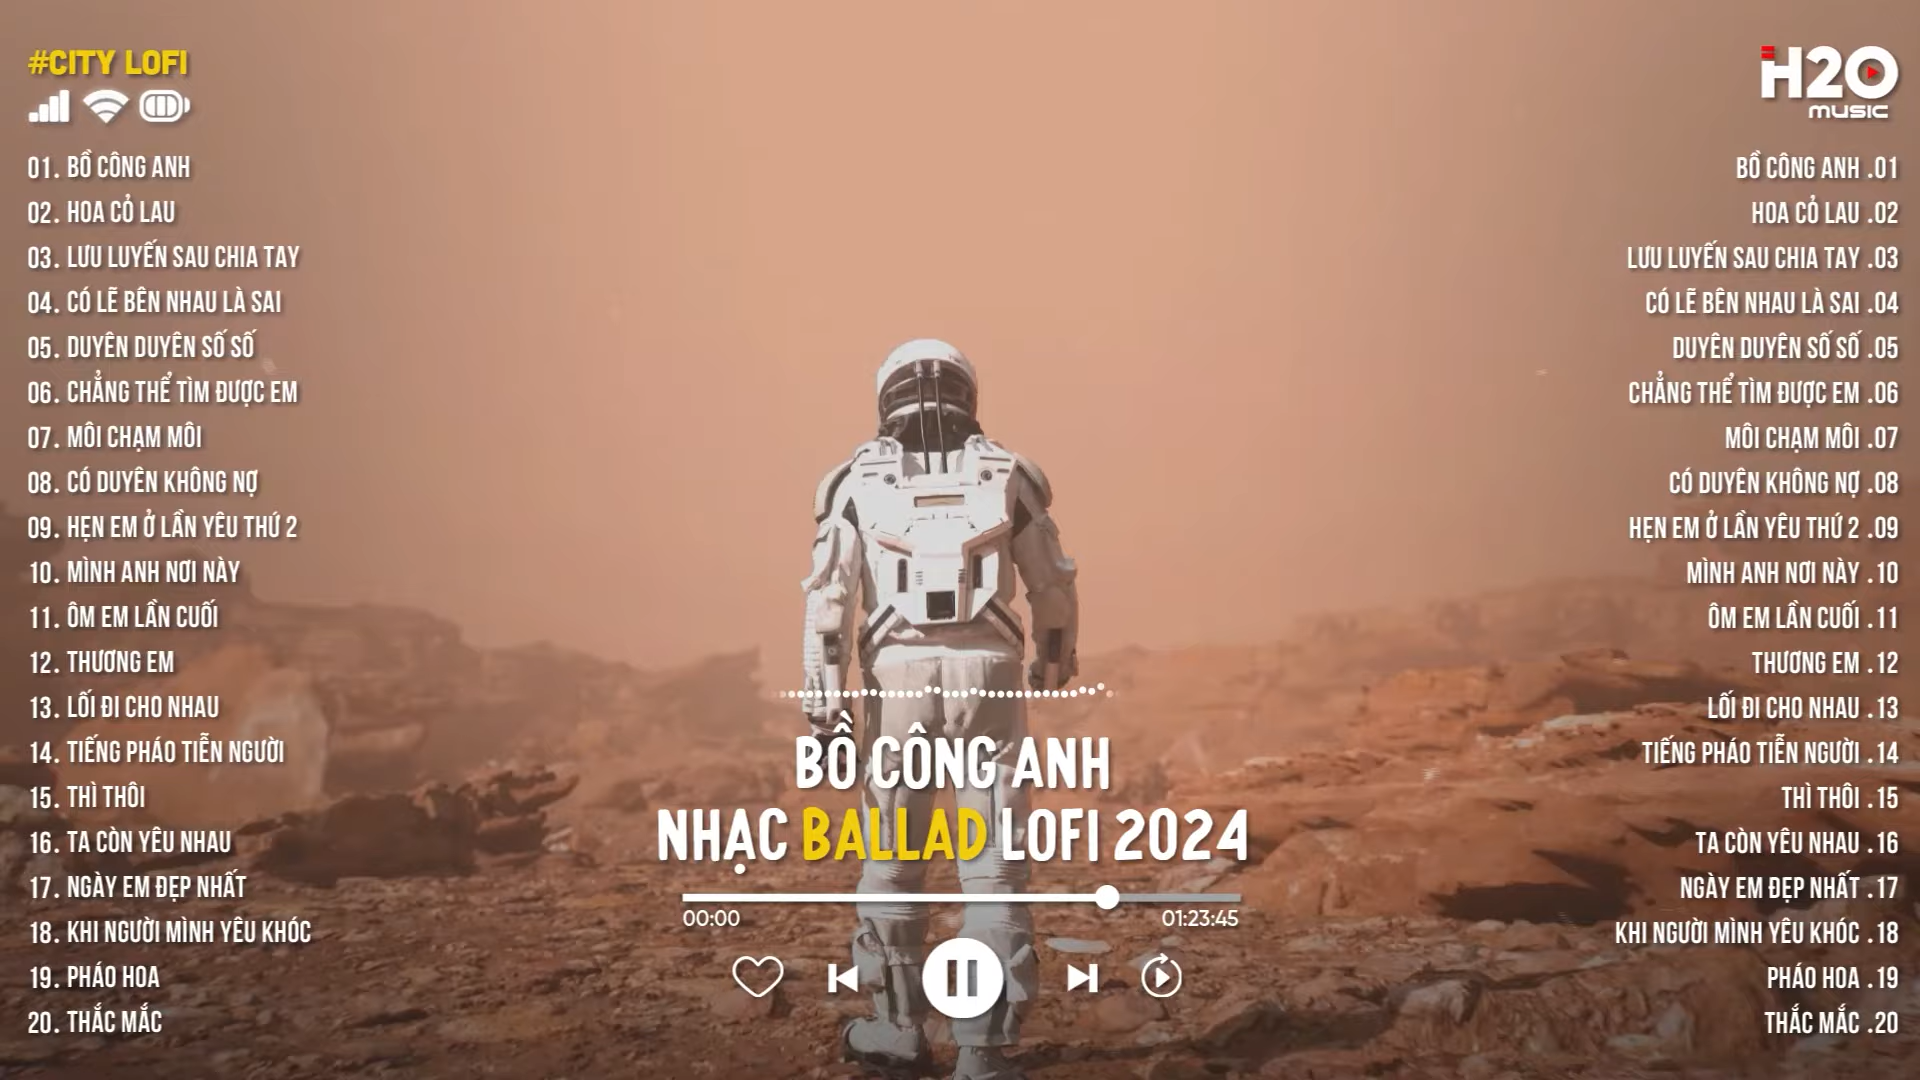 #CITY LOFI
H2O
MUSIC
01. BỒ CÔNG ANH
02. HOA CỎ LAU
03. LƯU LUYẾN SAU CHIA TAY
04. CÓ LẼ BÊN NHAU LÀ SAI
05. DUYÊN DUYÊN SỐ SỐ
06. CHẲNG THỂ TÌM ĐƯỢC EM
07. MÔI CHẠM MÔI
08. CÓ DUYÊN KHÔNG NỢ
09. HẸN EM Ở LẦN YÊU THỨ 2
10. MÌNH ANH NƠI NÀY
11. ÔM EM LẦN CUỐI
12. THƯƠNG EM
13. LỐI ĐI CHO NHAU
14. TIẾNG PHÁO TIỄN NGƯỜI
15. THÌ THÔI
16. TA CÒN YÊU NHAU
17. NGÀY EM ĐẸP NHẤT
18. KHI NGƯỜI MÌNH YÊU KHÓC
19. PHÁO HOA
20. THẮC MẮC
BỒ CÔNG ANH
NHẠC BALLAD LOFI 2024
00:00
01:23:45
BỒ CÔNG ANH .01
HOA CỎ LAU .02
LƯU LUYẾN SAU CHIA TAY .03
CÓ LẼ BÊN NHAU LÀ SAI .04
DUYÊN DUYÊN SỐ SỐ .05
CHẲNG THỂ TÌM ĐƯỢC EM .06
MÔI CHẠM MÔI .07
CÓ DUYÊN KHÔNG NỢ .08
HẸN EM Ở LẦN YÊU THỨ 2 .09
MÌNH ANH NƠI NÀY .10
ÔM EM LẦN CUỐI .11
THƯƠNG EM .12
LỐI ĐI CHO NHAU .13
TIẾNG PHÁO TIỄN NGƯỜI .14
THÌ THÔI .15
TA CÒN YÊU NHAU .16
NGÀY EM ĐẸP NHẤT .17
KHI NGƯỜI MÌNH YÊU KHÓC .18
PHÁO HOA .19
THẮC MẮC .20